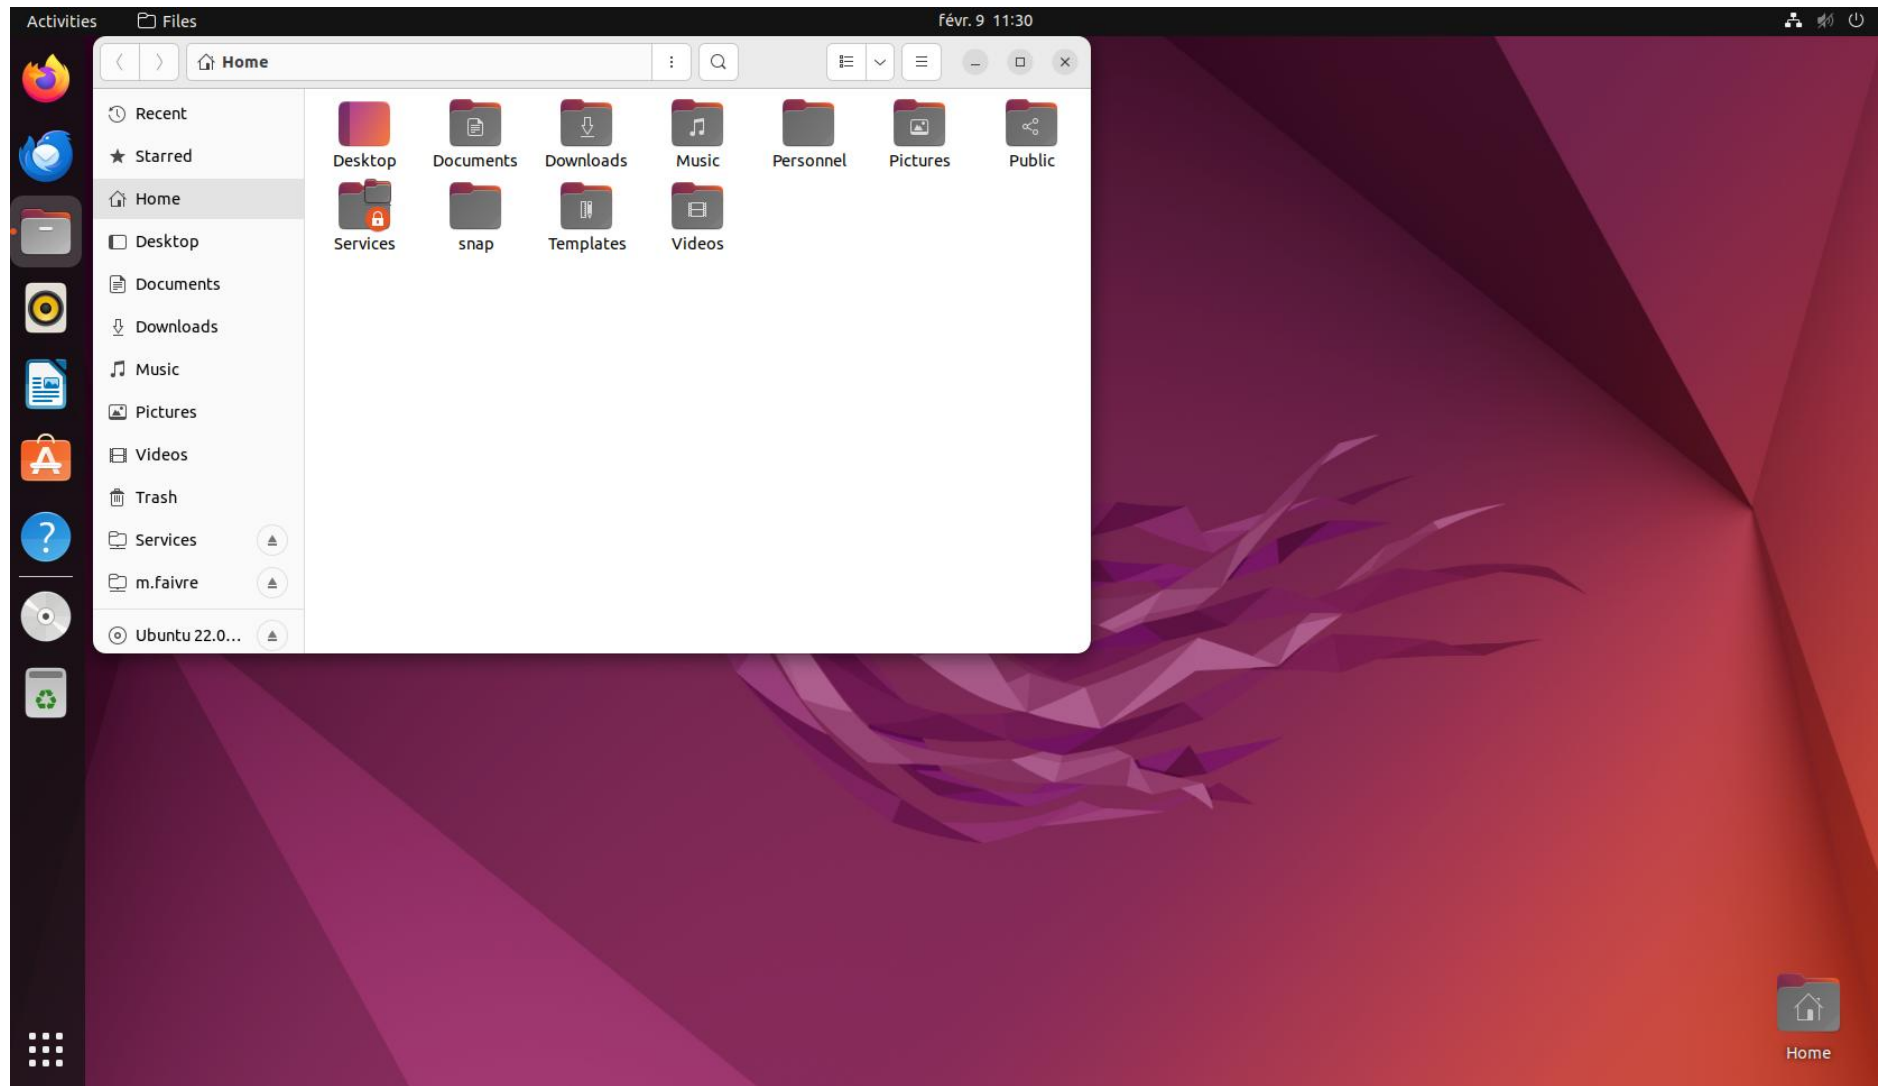 Activities Files févr. 9 11:30
Home
Recent
Starred
Home
Desktop
Documents
Downloads
Music
Pictures
Videos
Trash
Services
m.faivre
Ubuntu 22.0...
Desktop Documents Downloads Music Personnel Pictures Public
Services snap Templates Videos
Home